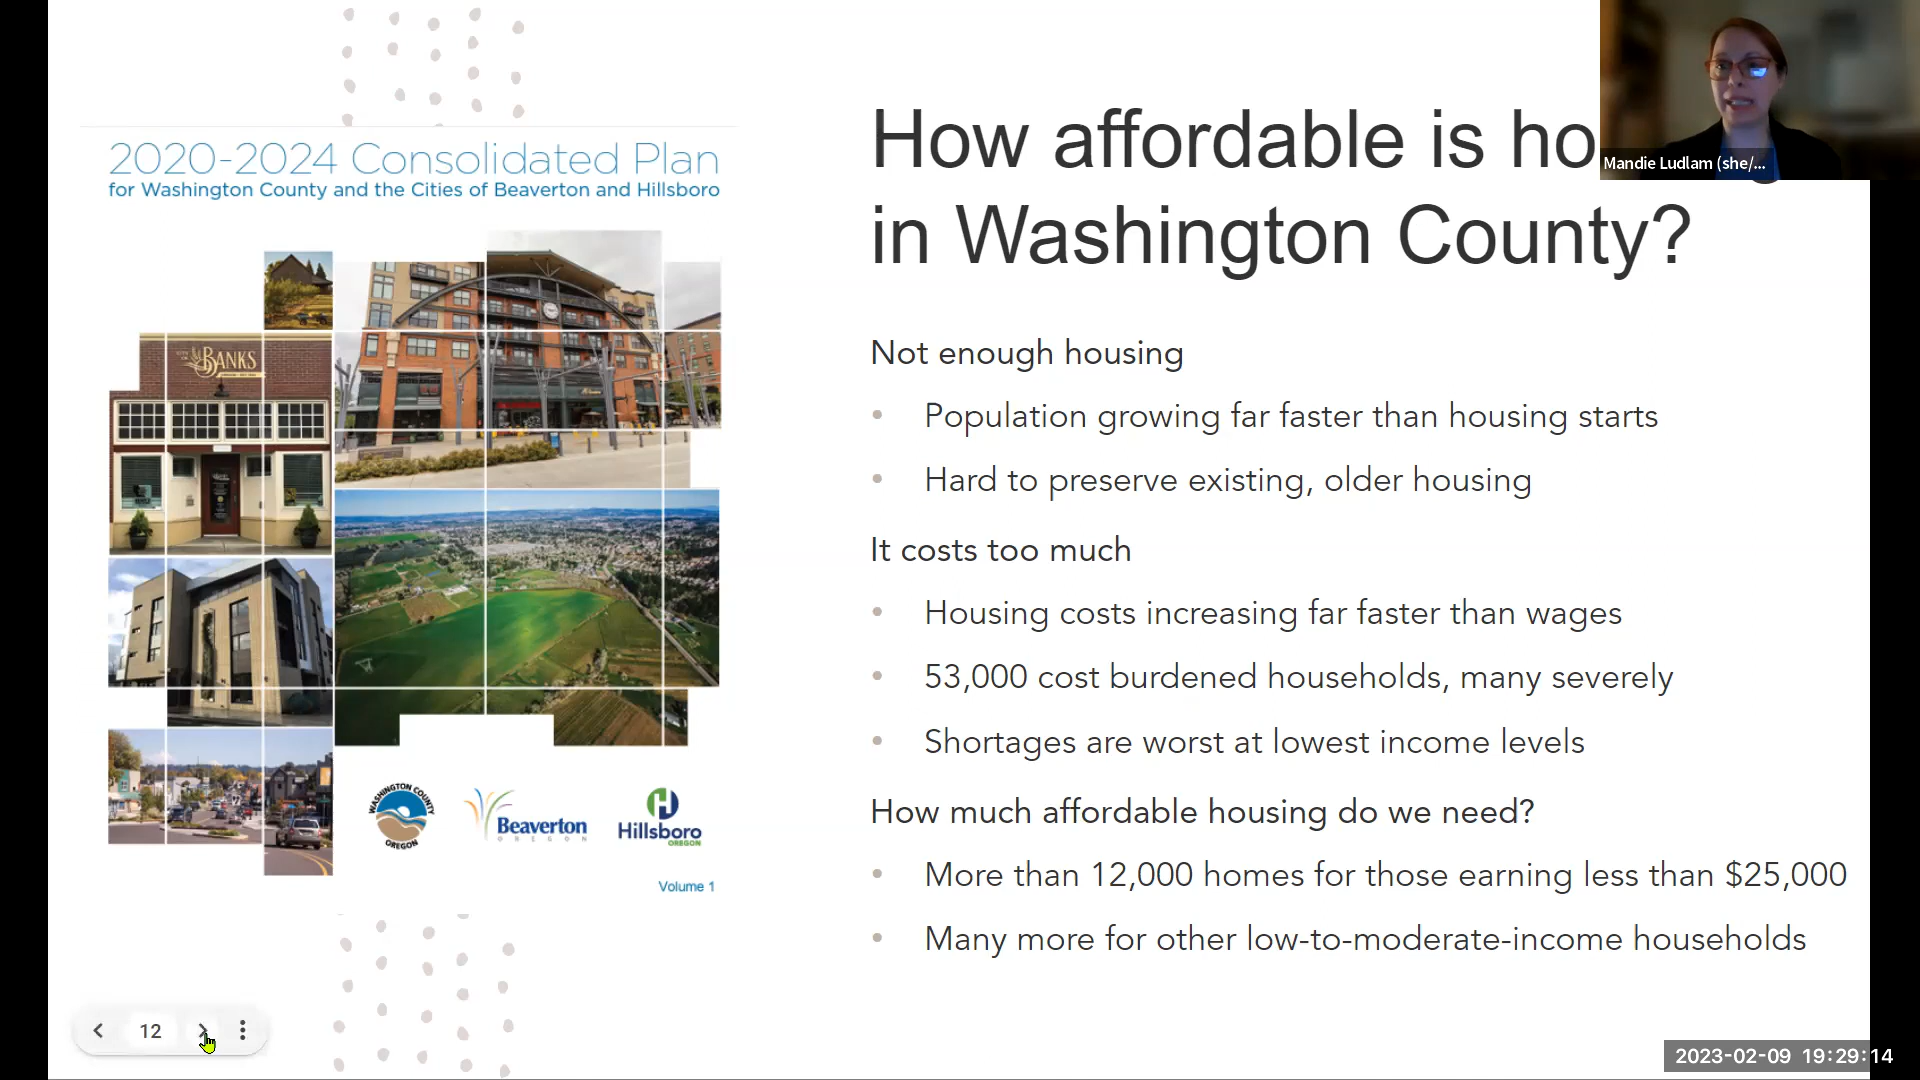 2020-2024 Consolidated Plan
for Washington County and the Cities of Beaverton and Hillsboro
BANKS
WASHINGTON COUNTY
OREGON
Beaverton
OREGON
Hillsboro
OREGON
Volume 1
How affordable is ho
in Washington County?
Not enough housing
• Population growing far faster than housing starts
• Hard to preserve existing, older housing
It costs too much
• Housing costs increasing far faster than wages
• 53,000 cost burdened households, many severely
• Shortages are worst at lowest income levels
How much affordable housing do we need?
• More than 12,000 homes for those earning less than $25,000
• Many more for other low-to-moderate-income households
Mandie Ludlam (she/...
12
2023-02-09 19:29:14